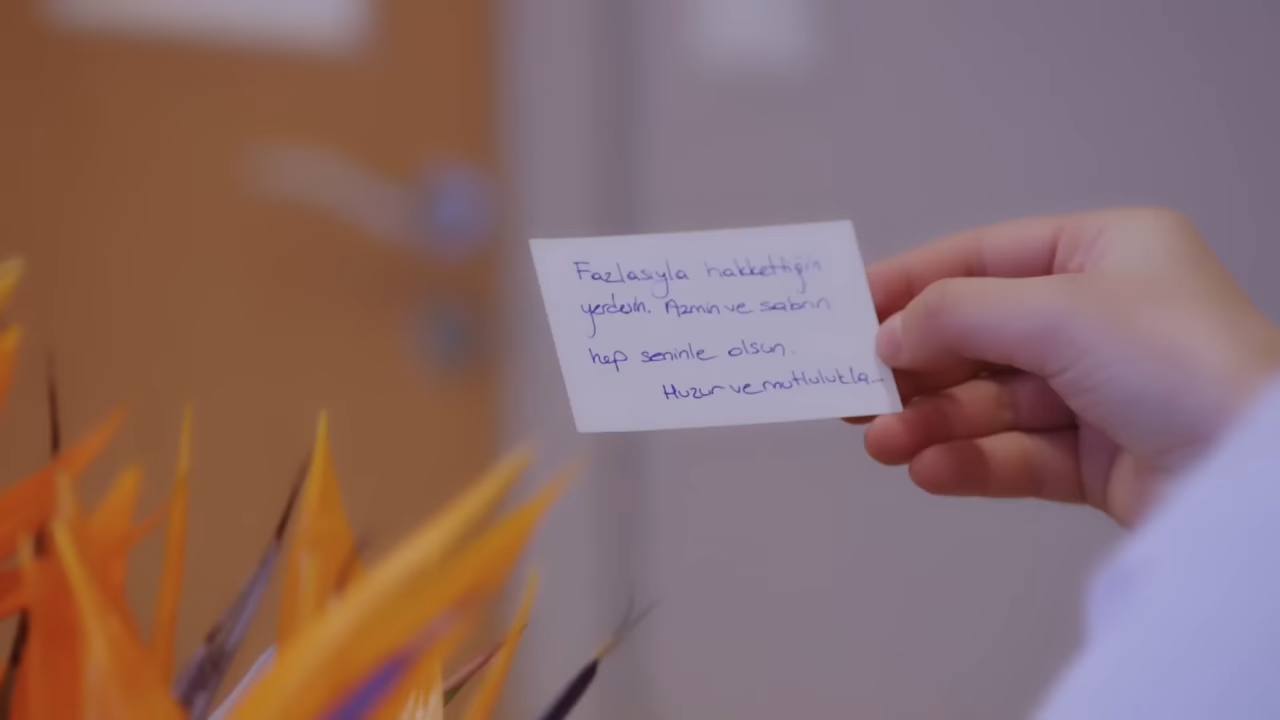 Fazlasıyla hakkettiğin
yerdesin. Azmin ve sabrın
hep seninle olsun.
Huzur ve mutlulukla...